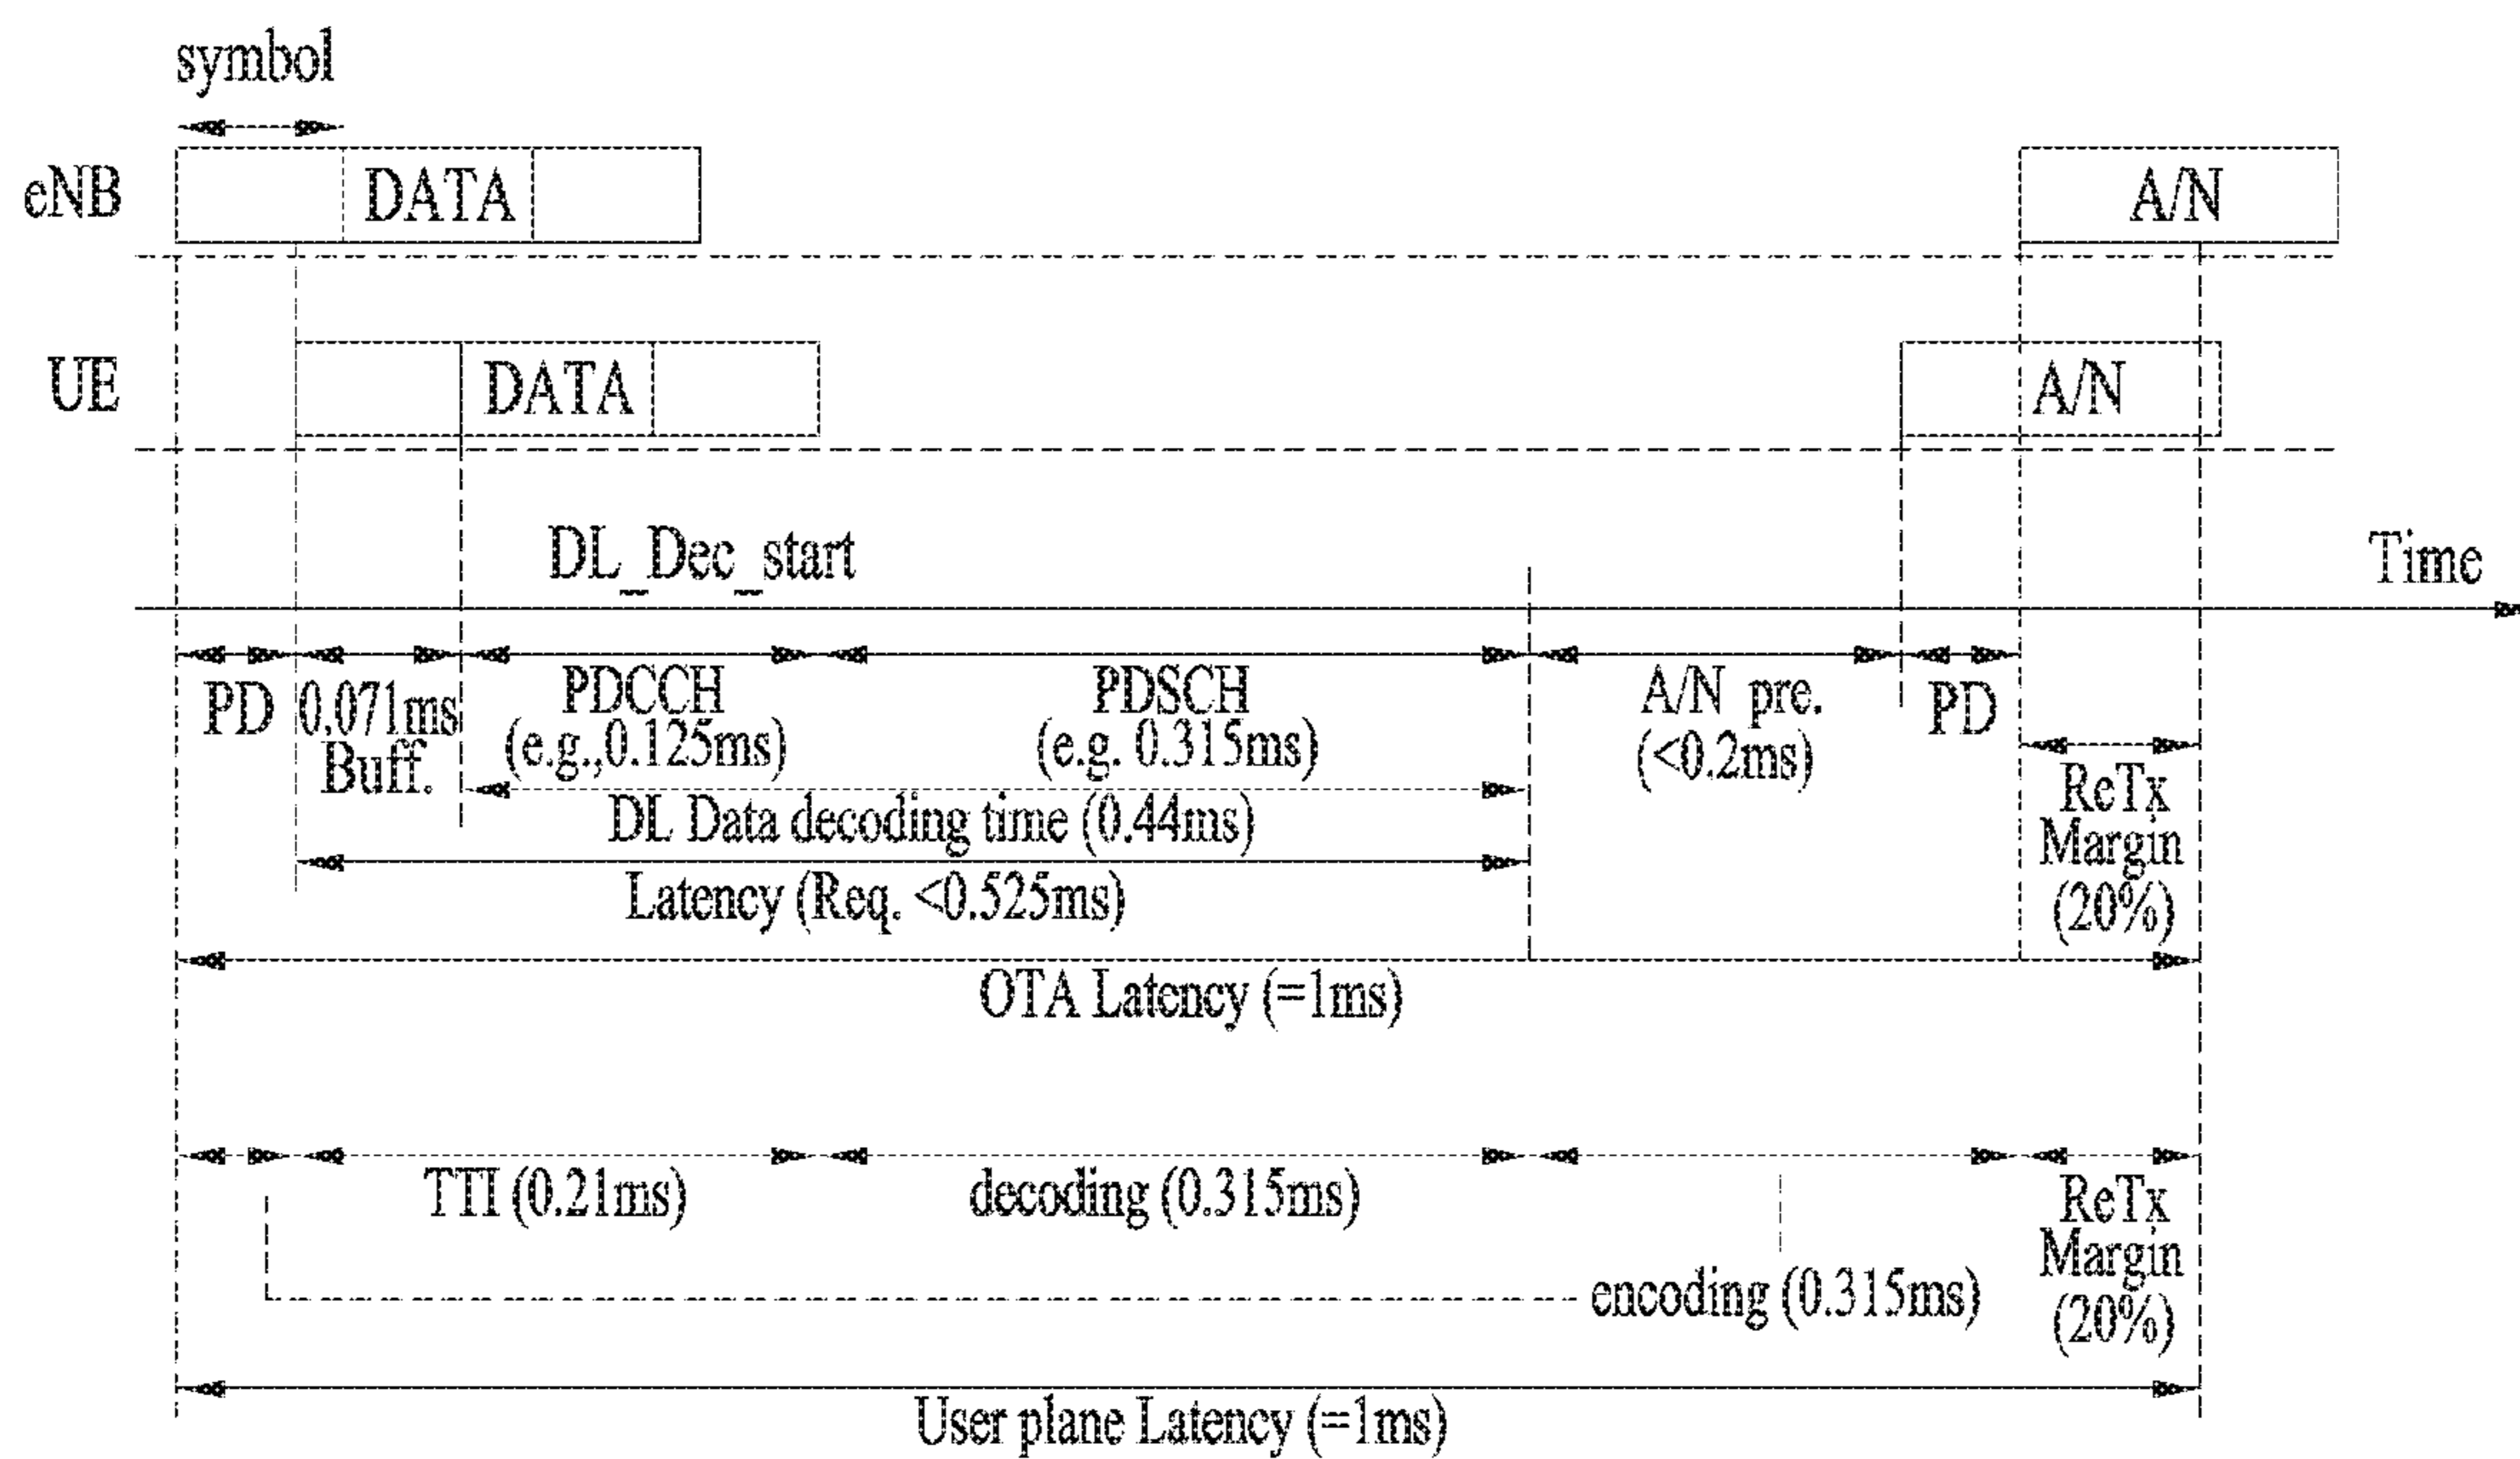 symbol
eNB
DATA
A/N
UE
DATA
A/N
DL_Dec_start
Time
PD
0.071ms
Buff.
PDCCH
(e.g.,0.125ms)
PDSCH
(e.g. 0.315ms)
A/N pre.
(<0.2ms)
PD
DL Data decoding time (0.44ms)
Latency (Req. <0.525ms)
ReTx
Margin
(20%)
OTA Latency (=1ms)
TTI (0.21ms)
decoding (0.315ms)
encoding (0.315ms)
ReTx
Margin
(20%)
User plane Latency (=1ms)